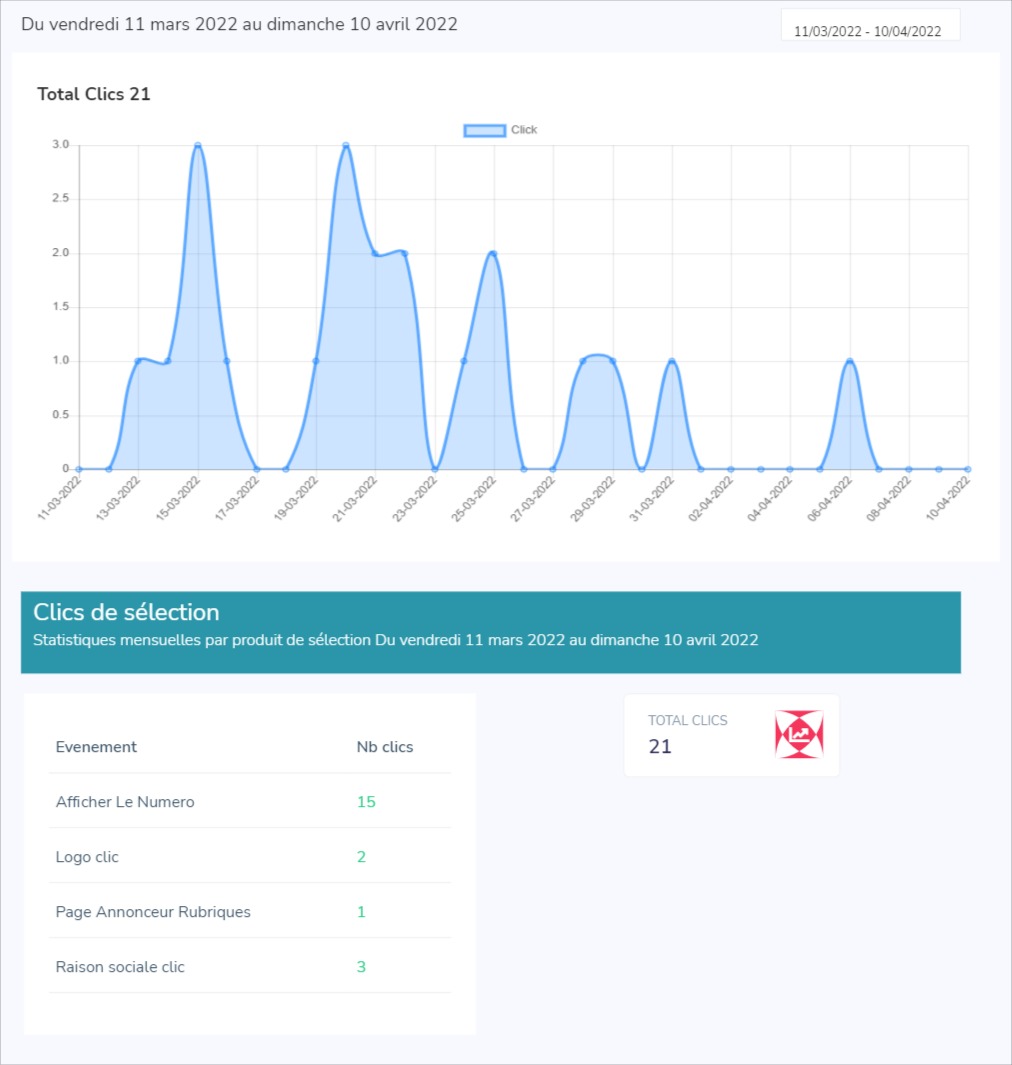 Du vendredi 11 mars 2022 au dimanche 10 avril 2022
11/03/2022 - 10/04/2022
Total Clics 21
Click
3.0
2.5
2.0
1.5
1.0
0.5
0
11-03-2022
13-03-2022
15-03-2022
17-03-2022
19-03-2022
21-03-2022
23-03-2022
25-03-2022
27-03-2022
29-03-2022
31-03-2022
02-04-2022
04-04-2022
06-04-2022
08-04-2022
10-04-2022
Clics de sélection
Statistiques mensuelles par produit de sélection Du vendredi 11 mars 2022 au dimanche 10 avril 2022
Evenement Nb clics
Afficher Le Numero 15
Logo clic 2
Page Annonceur Rubriques 1
Raison sociale clic 3
TOTAL CLICS
21